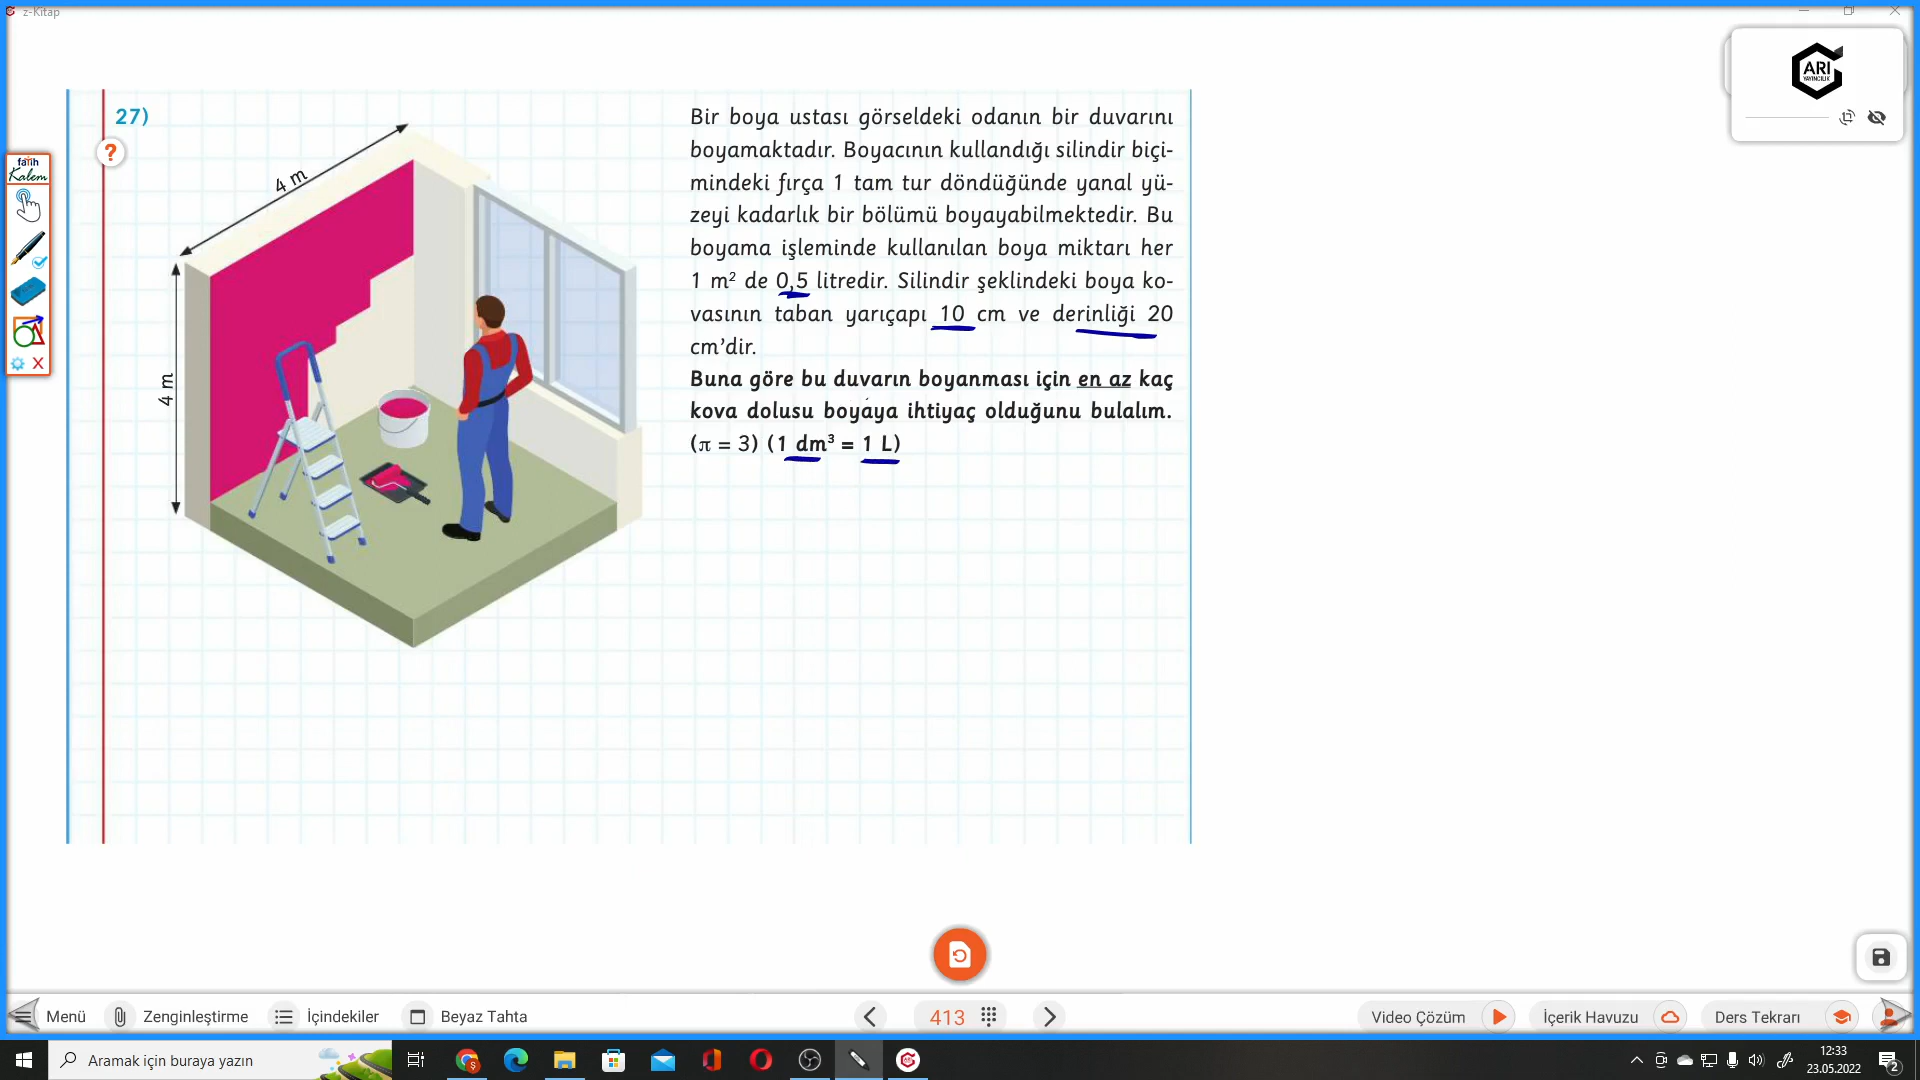 z-Kitap
ARI
YAYINCILIK
27)
?
fatih
Kalem
X
4 m
4 m
Bir boya ustası görseldeki odanın bir duvarını
boyamaktadır. Boyacının kullandığı silindir biçi-
mindeki fırça 1 tam tur döndüğünde yanal yü-
zeyi kadarlık bir bölümü boyayabilmektedir. Bu
boyama işleminde kullanılan boya miktarı her
1 m² de 0,5 litredir. Silindir şeklindeki boya ko-
vasının taban yarıçapı 10 cm ve derinliği 20
cm'dir.
Buna göre bu duvarın boyanması için en az kaç
kova dolusu boyaya ihtiyaç olduğunu bulalım.
(π = 3) (1 dm³ = 1 L)
Menü
Zenginleştirme
İçindekiler
Beyaz Tahta
413
Video Çözüm
İçerik Havuzu
Ders Tekrarı
Aramak için buraya yazın
12:33
23.05.2022
2